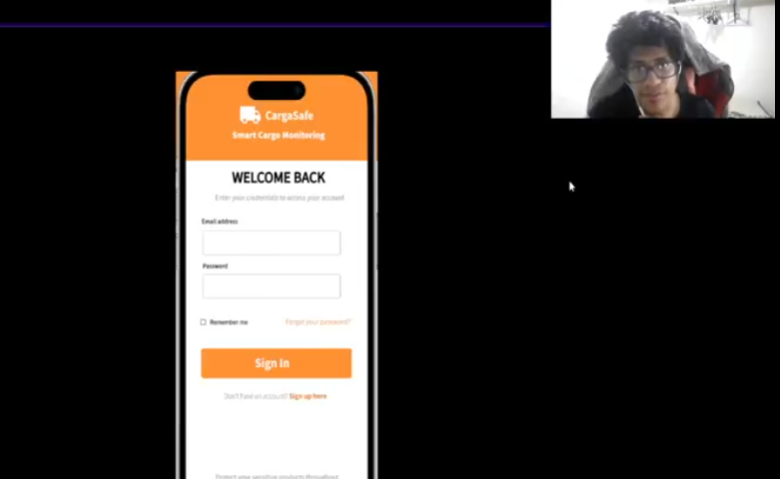 CargaSafe
Smart Cargo Monitoring
WELCOME BACK
Enter your credentials to access your account
Email address
Password
Remember me
Forgot your password?
Sign in
Don't have an account? Sign up here
Protect your sensitive products throughout